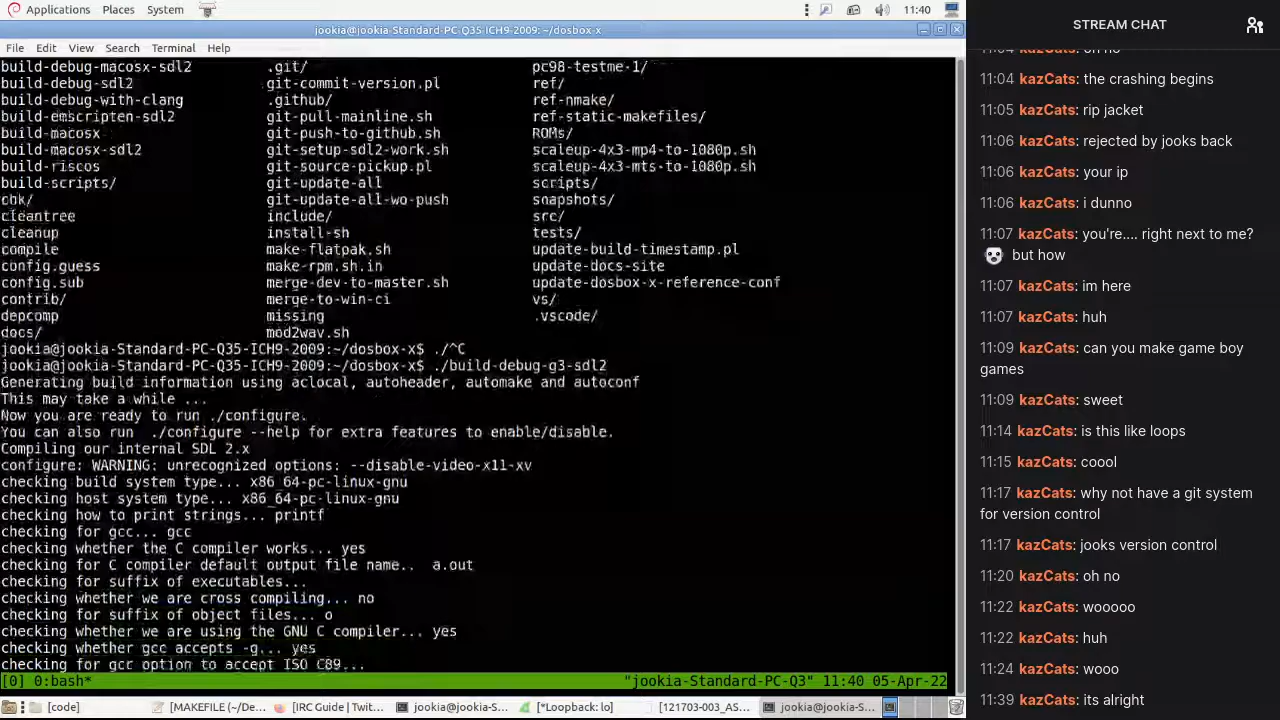 Applications Places System 11:40
jookia@jookia-Standard-PC-Q35-ICH9-2009: ~/dosbox-x
File Edit View Search Terminal Help
build-debug-macosx-sdl2 .git/ pc98-testme-1/
build-debug-sdl2 git-commit-version.pl ref/
build-debug-with-clang .github/ ref-nmake/
build-emscripten-sdl2 git-pull-mainline.sh ref-static-makefiles/
build-macosx git-push-to-github.sh ROMs/
build-macosx-sdl2 git-setup-sdl2-work.sh scaleup-4x3-mp4-to-1080p.sh
build-riscos git-source-pickup.pl scaleup-4x3-mts-to-1080p.sh
build-scripts/ git-update-all scripts/
cbk/ git-update-all-wo-push snapshots/
cleantree include/ src/
cleanup install-sh tests/
compile make-flatpak.sh update-build-timestamp.pl
config.guess make-rpm.sh.in update-docs-site
config.sub merge-dev-to-master.sh update-dosbox-x-reference-conf
contrib/ merge-to-win-ci vs/
depcomp missing .vscode/
docs/ mod2wav.sh
jookia@jookia-Standard-PC-Q35-ICH9-2009:~/dosbox-x$ ./^C
jookia@jookia-Standard-PC-Q35-ICH9-2009:~/dosbox-x$ ./build-debug-g3-sdl2
Generating build information using aclocal, autoheader, automake and autoconf
This may take a while ...
Now you are ready to run ./configure.
You can also run ./configure --help for extra features to enable/disable.
Compiling our internal SDL 2.x
configure: WARNING: unrecognized options: --disable-video-x11-xv
checking build system type... x86_64-pc-linux-gnu
checking host system type... x86_64-pc-linux-gnu
checking how to print strings... printf
checking for gcc... gcc
checking whether the C compiler works... yes
checking for C compiler default output file name.. a.out
checking for suffix of executables...
checking whether we are cross compiling... no
checking for suffix of object files... o
checking whether we are using the GNU C compiler... yes
checking whether gcc accepts -g... yes
checking for gcc option to accept ISO C89...
[0] 0:bash* "jookia-Standard-PC-Q3" 11:40 05-Apr-22
[code] [MAKEFILE (~/De... [IRC Guide | Twit... jookia@jookia-S... [*Loopback: lo] [121703-003_AS... jookia@jookia-S...
STREAM CHAT
11:04 kazCats: oh no
11:04 kazCats: the crashing begins
11:05 kazCats: rip jacket
11:06 kazCats: rejected by jooks back
11:06 kazCats: your ip
11:06 kazCats: i dunno
11:07 kazCats: you're.... right next to me?
but how
11:07 kazCats: im here
11:07 kazCats: huh
11:09 kazCats: can you make game boy
games
11:09 kazCats: sweet
11:14 kazCats: is this like loops
11:15 kazCats: coool
11:17 kazCats: why not have a git system
for version control
11:17 kazCats: jooks version control
11:20 kazCats: oh no
11:22 kazCats: wooooo
11:22 kazCats: huh
11:24 kazCats: wooo
11:39 kazCats: its alright